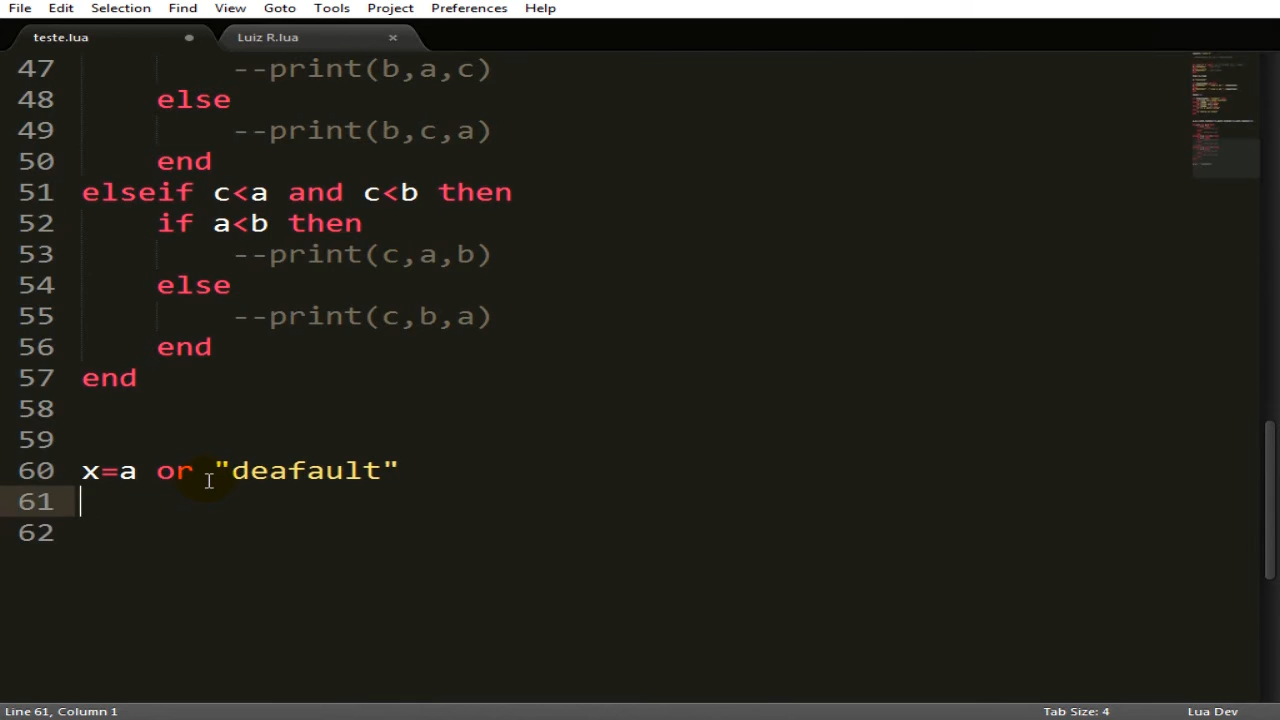 File Edit Selection Find View Goto Tools Project Preferences Help
teste.lua Luiz R.lua
47 --print(b,a,c)
48 else
49 --print(b,c,a)
50 end
51 elseif c<a and c<b then
52 if a<b then
53 --print(c,a,b)
54 else
55 --print(c,b,a)
56 end
57 end
58
59
60 x=a or "deafault"
61
62
Line 61, Column 1 Tab Size: 4 Lua Dev